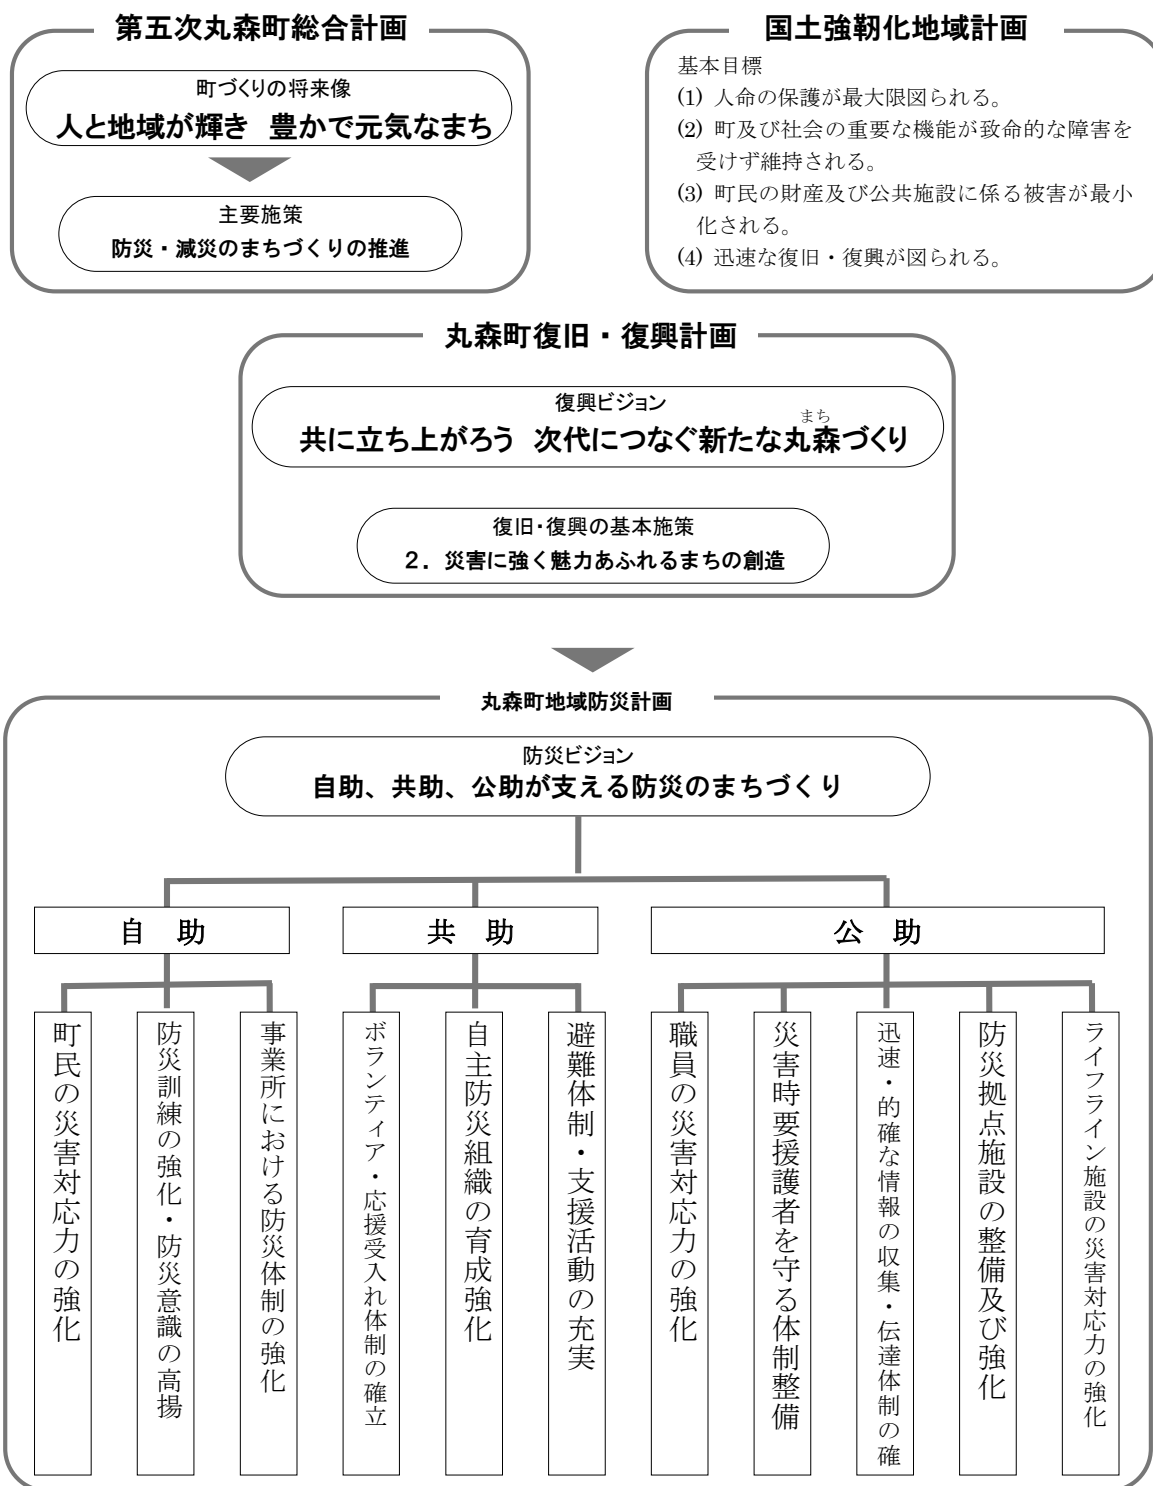 第五次丸森町総合計画
町づくりの将来像
人と地域が輝き 豊かで元気なまち
主要施策
防災・減災のまちづくりの推進
国土強靭化地域計画
基本目標
(1) 人命の保護が最大限図られる。
(2) 町及び社会の重要な機能が致命的な障害を
受けず維持される。
(3) 町民の財産及び公共施設に係る被害が最小
化される。
(4) 迅速な復旧・復興が図られる。
丸森町復旧・復興計画
復興ビジョン
まち
共に立ち上がろう 次代につなぐ新たな丸森づくり
復旧・復興の基本施策
2．災害に強く魅力あふれるまちの創造
丸森町地域防災計画
防災ビジョン
自助、共助、公助が支える防災のまちづくり
自 助
共 助
公 助
町民の災害対応力の強化
防災訓練の強化・防災意識の高揚
事業所における防災体制の強化
ボランティア・応援受入れ体制の確立
自主防災組織の育成強化
避難体制・支援活動の充実
職員の災害対応力の強化
災害時要援護者を守る体制整備
迅速・的確な情報の収集・伝達体制の確
防災拠点施設の整備及び強化
ライフライン施設の災害対応力の強化